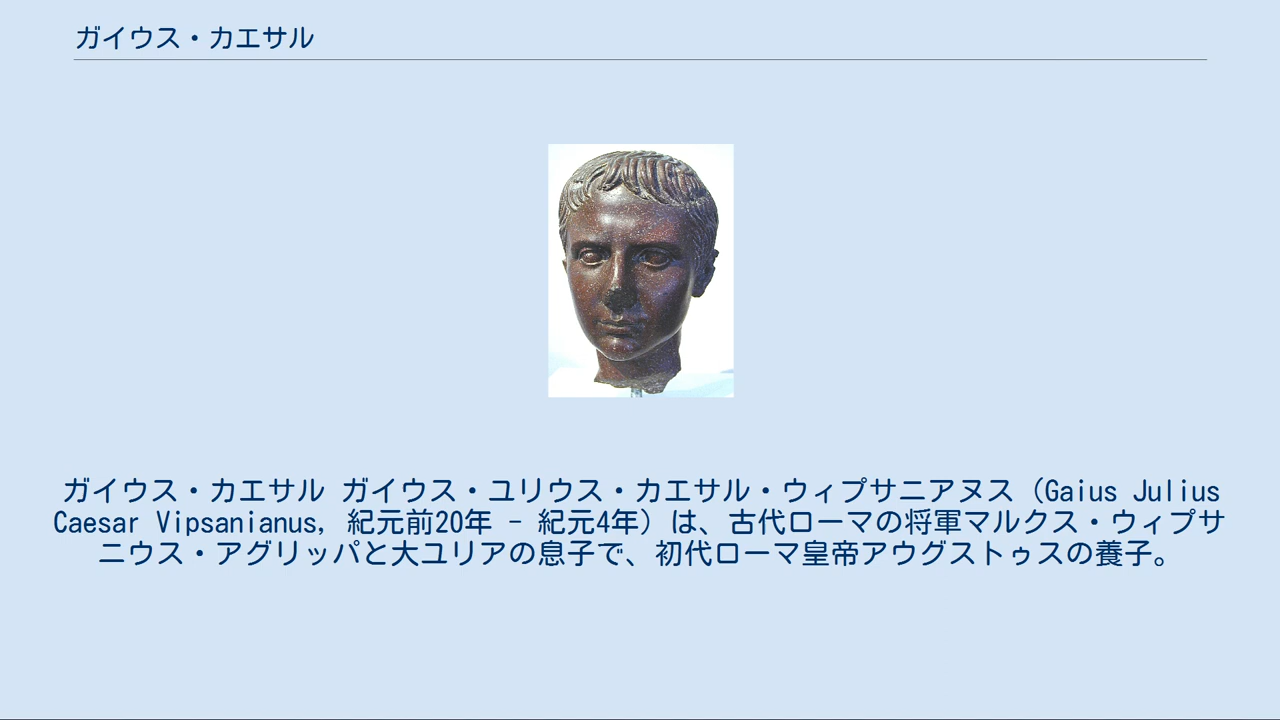 ガイウス・カエサル
ガイウス・カエサル ガイウス・ユリウス・カエサル・ウィプサニアヌス（Gaius Julius
Caesar Vipsanianus, 紀元前20年 - 紀元4年）は、古代ローマの将軍マルクス・ウィプサ
ニウス・アグリッパと大ユリアの息子で、初代ローマ皇帝アウグストゥスの養子。